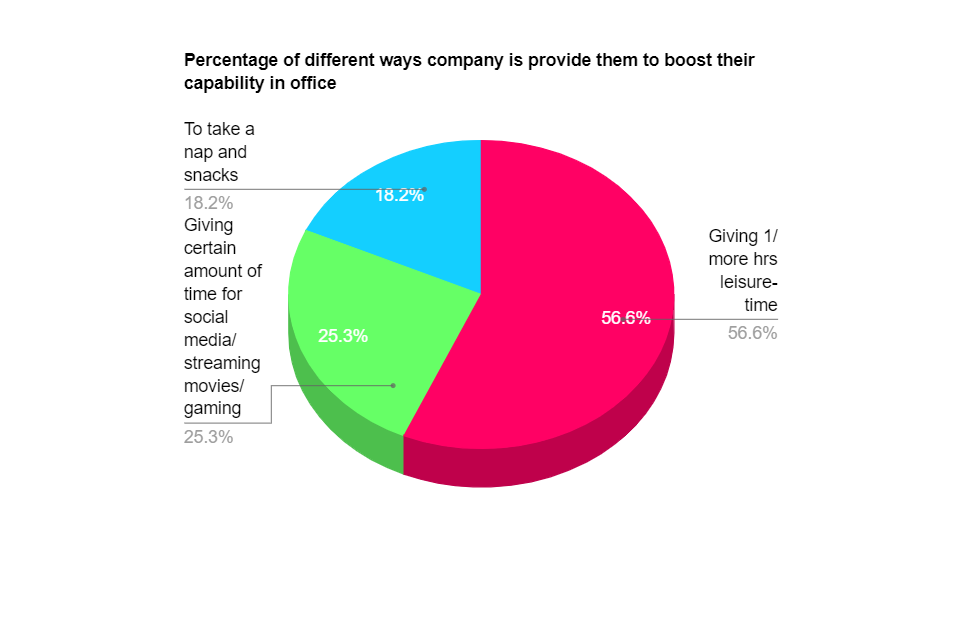 Percentage of different ways company is provide them to boost their
capability in office
To take a
nap and
snacks
18.2%
Giving
certain
amount of
time for
social
media/
streaming
movies/
gaming
25.3%
18.2%
25.3%
56.6%
Giving 1/
more hrs
leisure-
time
56.6%